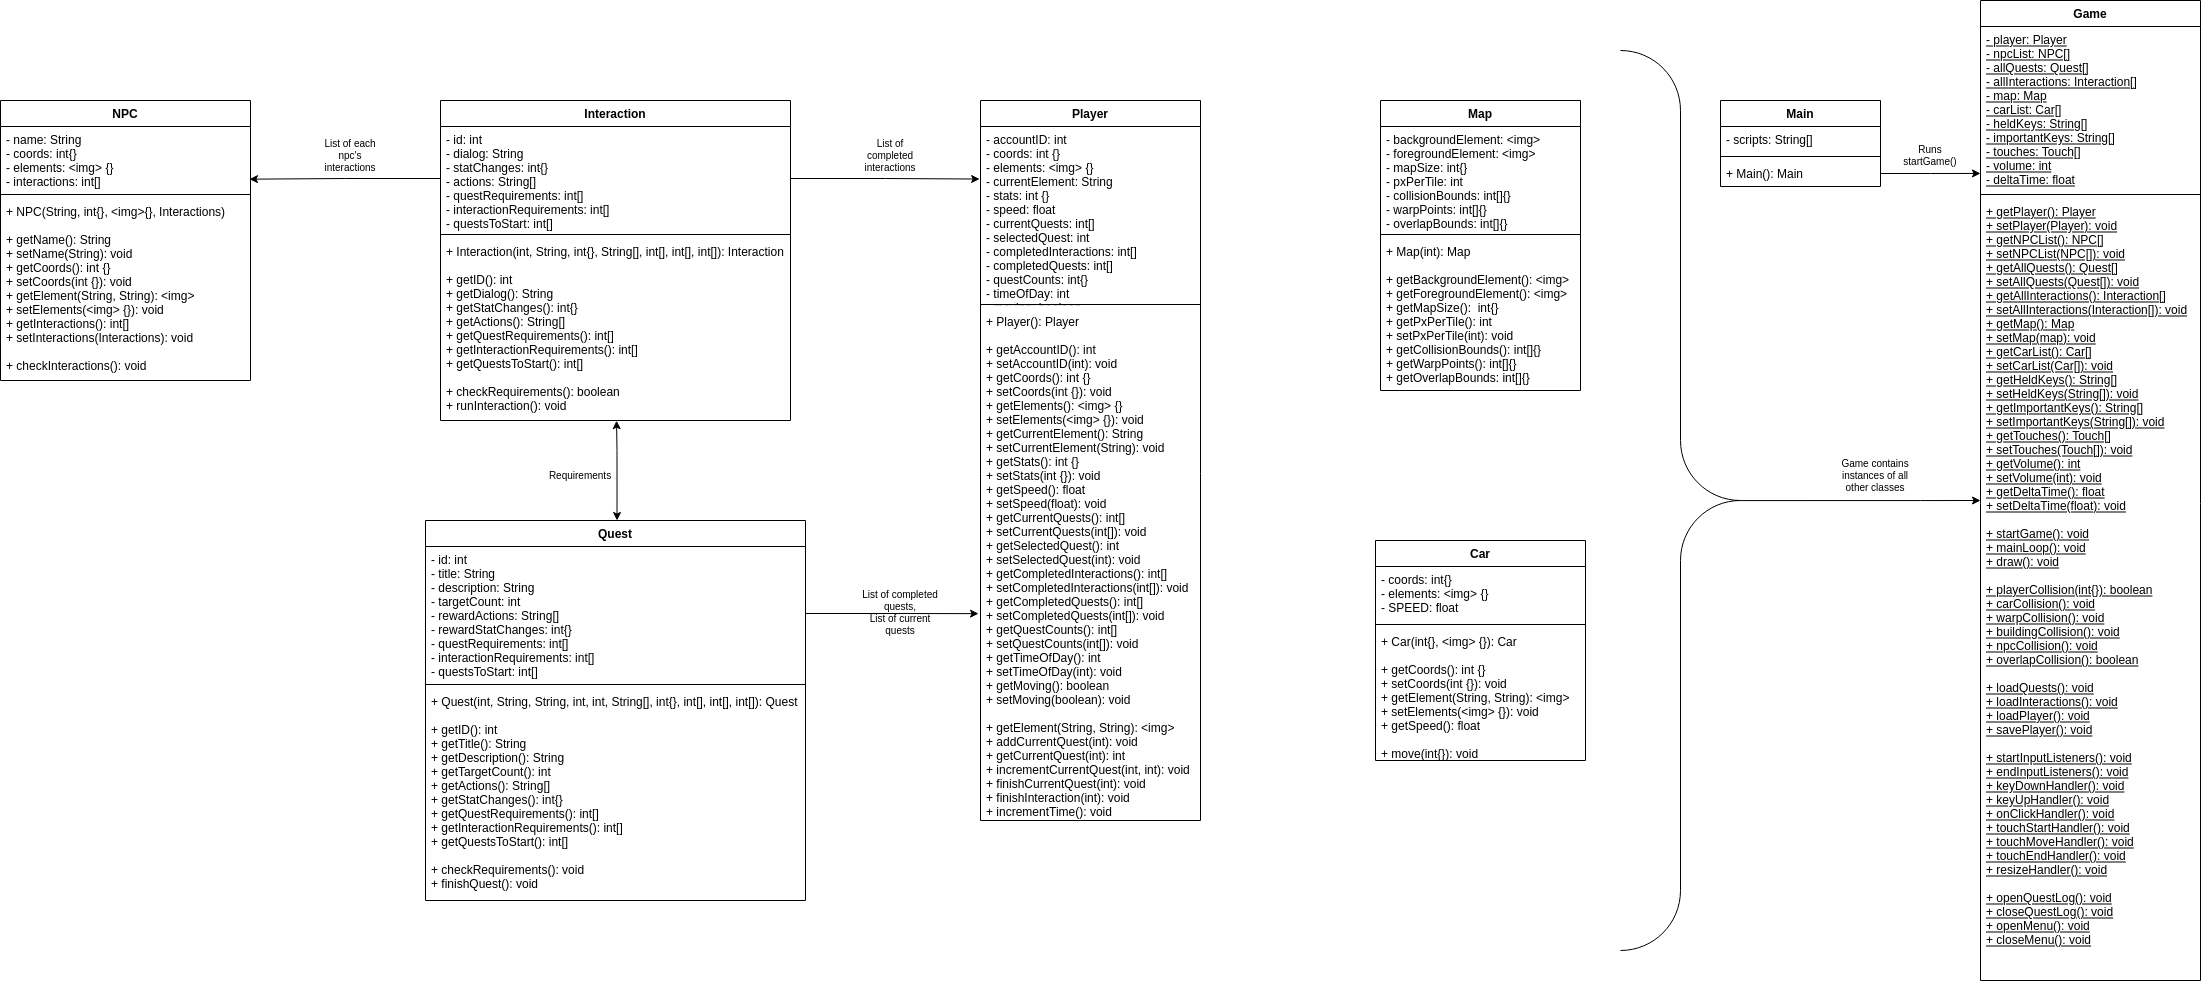 NPC
- name: String
- coords: int{}
- elements: <img> {}
- interactions: int[]
+ NPC(String, int{}, <img>{}, Interactions)
+ getName(): String
+ setName(String): void
+ getCoords(): int {}
+ setCoords(int {}): void
+ getElement(String, String): <img>
+ setElements(<img> {}): void
+ getInteractions(): int[]
+ setInteractions(Interactions): void
+ checkInteractions(): void
List of each
npc's
interactions
Interaction
- id: int
- dialog: String
- statChanges: int{}
- actions: String[]
- questRequirements: int[]
- interactionRequirements: int[]
- questsToStart: int[]
+ Interaction(int, String, int{}, String[], int[], int[], int[]): Interaction
+ getID(): int
+ getDialog(): String
+ getStatChanges(): int{}
+ getActions(): String[]
+ getQuestRequirements(): int[]
+ getInteractionRequirements(): int[]
+ getQuestsToStart(): int[]
+ checkRequirements(): boolean
+ runInteraction(): void
Requirements
Quest
- id: int
- title: String
- description: String
- targetCount: int
- rewardActions: String[]
- rewardStatChanges: int{}
- questRequirements: int[]
- interactionRequirements: int[]
- questsToStart: int[]
+ Quest(int, String, String, int, int, String[], int{}, int[], int[], int[]): Quest
+ getID(): int
+ getTitle(): String
+ getDescription(): String
+ getTargetCount(): int
+ getActions(): String[]
+ getStatChanges(): int{}
+ getQuestRequirements(): int[]
+ getInteractionRequirements(): int[]
+ getQuestsToStart(): int[]
+ checkRequirements(): void
+ finishQuest(): void
List of
completed
interactions
List of completed
quests,
List of current
quests
Player
- accountID: int
- coords: int {}
- elements: <img> {}
- currentElement: String
- stats: int {}
- speed: float
- currentQuests: int[]
- selectedQuest: int
- completedInteractions: int[]
- completedQuests: int[]
- questCounts: int{}
- timeOfDay: int
+ Player(): Player
+ getAccountID(): int
+ setAccountID(int): void
+ getCoords(): int {}
+ setCoords(int {}): void
+ getElements(): <img> {}
+ setElements(<img> {}): void
+ getCurrentElement(): String
+ setCurrentElement(String): void
+ getStats(): int {}
+ setStats(int {}): void
+ getSpeed(): float
+ setSpeed(float): void
+ getCurrentQuests(): int[]
+ setCurrentQuests(int[]): void
+ getSelectedQuest(): int
+ setSelectedQuest(int): void
+ getCompletedInteractions(): int[]
+ setCompletedInteractions(int[]): void
+ getCompletedQuests(): int[]
+ setCompletedQuests(int[]): void
+ getQuestCounts(): int[]
+ setQuestCounts(int[]): void
+ getTimeOfDay(): int
+ setTimeOfDay(int): void
+ getMoving(): boolean
+ setMoving(boolean): void
+ getElement(String, String): <img>
+ addCurrentQuest(int): void
+ getCurrentQuest(int): int
+ incrementCurrentQuest(int, int): void
+ finishCurrentQuest(int): void
+ finishInteraction(int): void
+ incrementTime(): void
Map
- backgroundElement: <img>
- foregroundElement: <img>
- mapSize: int{}
- pxPerTile: int
- collisionBounds: int[]{}
- warpPoints: int[]{}
- overlapBounds: int[]{}
+ Map(int): Map
+ getBackgroundElement(): <img>
+ getForegroundElement(): <img>
+ getMapSize():  int{}
+ getPxPerTile(): int
+ setPxPerTile(int): void
+ getCollisionBounds(): int[]{}
+ getWarpPoints(): int[]{}
+ getOverlapBounds: int[]{}
Car
- coords: int{}
- elements: <img> {}
- SPEED: float
+ Car(int{}, <img> {}): Car
+ getCoords(): int {}
+ setCoords(int {}): void
+ getElement(String, String): <img>
+ setElements(<img> {}): void
+ getSpeed(): float
+ move(int{}): void
Main
- scripts: String[]
+ Main(): Main
Runs
startGame()
Game contains
instances of all
other classes
Game
- player: Player
- npcList: NPC[]
- allQuests: Quest[]
- allInteractions: Interaction[]
- map: Map
- carList: Car[]
- heldKeys: String[]
- importantKeys: String[]
- touches: Touch[]
- volume: int
- deltaTime: float
+ getPlayer(): Player
+ setPlayer(Player): void
+ getNPCList(): NPC[]
+ setNPCList(NPC[]): void
+ getAllQuests(): Quest[]
+ setAllQuests(Quest[]): void
+ getAllInteractions(): Interaction[]
+ setAllInteractions(Interaction[]): void
+ getMap(): Map
+ setMap(map): void
+ getCarList(): Car[]
+ setCarList(Car[]): void
+ getHeldKeys(): String[]
+ setHeldKeys(String[]): void
+ getImportantKeys(): String[]
+ setImportantKeys(String[]): void
+ getTouches(): Touch[]
+ setTouches(Touch[]): void
+ getVolume(): int
+ setVolume(int): void
+ getDeltaTime(): float
+ setDeltaTime(float): void
+ startGame(): void
+ mainLoop(): void
+ draw(): void
+ playerCollision(int{}): boolean
+ carCollision(): void
+ warpCollision(): void
+ buildingCollision(): void
+ npcCollision(): void
+ overlapCollision(): boolean
+ loadQuests(): void
+ loadInteractions(): void
+ loadPlayer(): void
+ savePlayer(): void
+ startInputListeners(): void
+ endInputListeners(): void
+ keyDownHandler(): void
+ keyUpHandler(): void
+ onClickHandler(): void
+ touchStartHandler(): void
+ touchMoveHandler(): void
+ touchEndHandler(): void
+ resizeHandler(): void
+ openQuestLog(): void
+ closeQuestLog(): void
+ openMenu(): void
+ closeMenu(): void